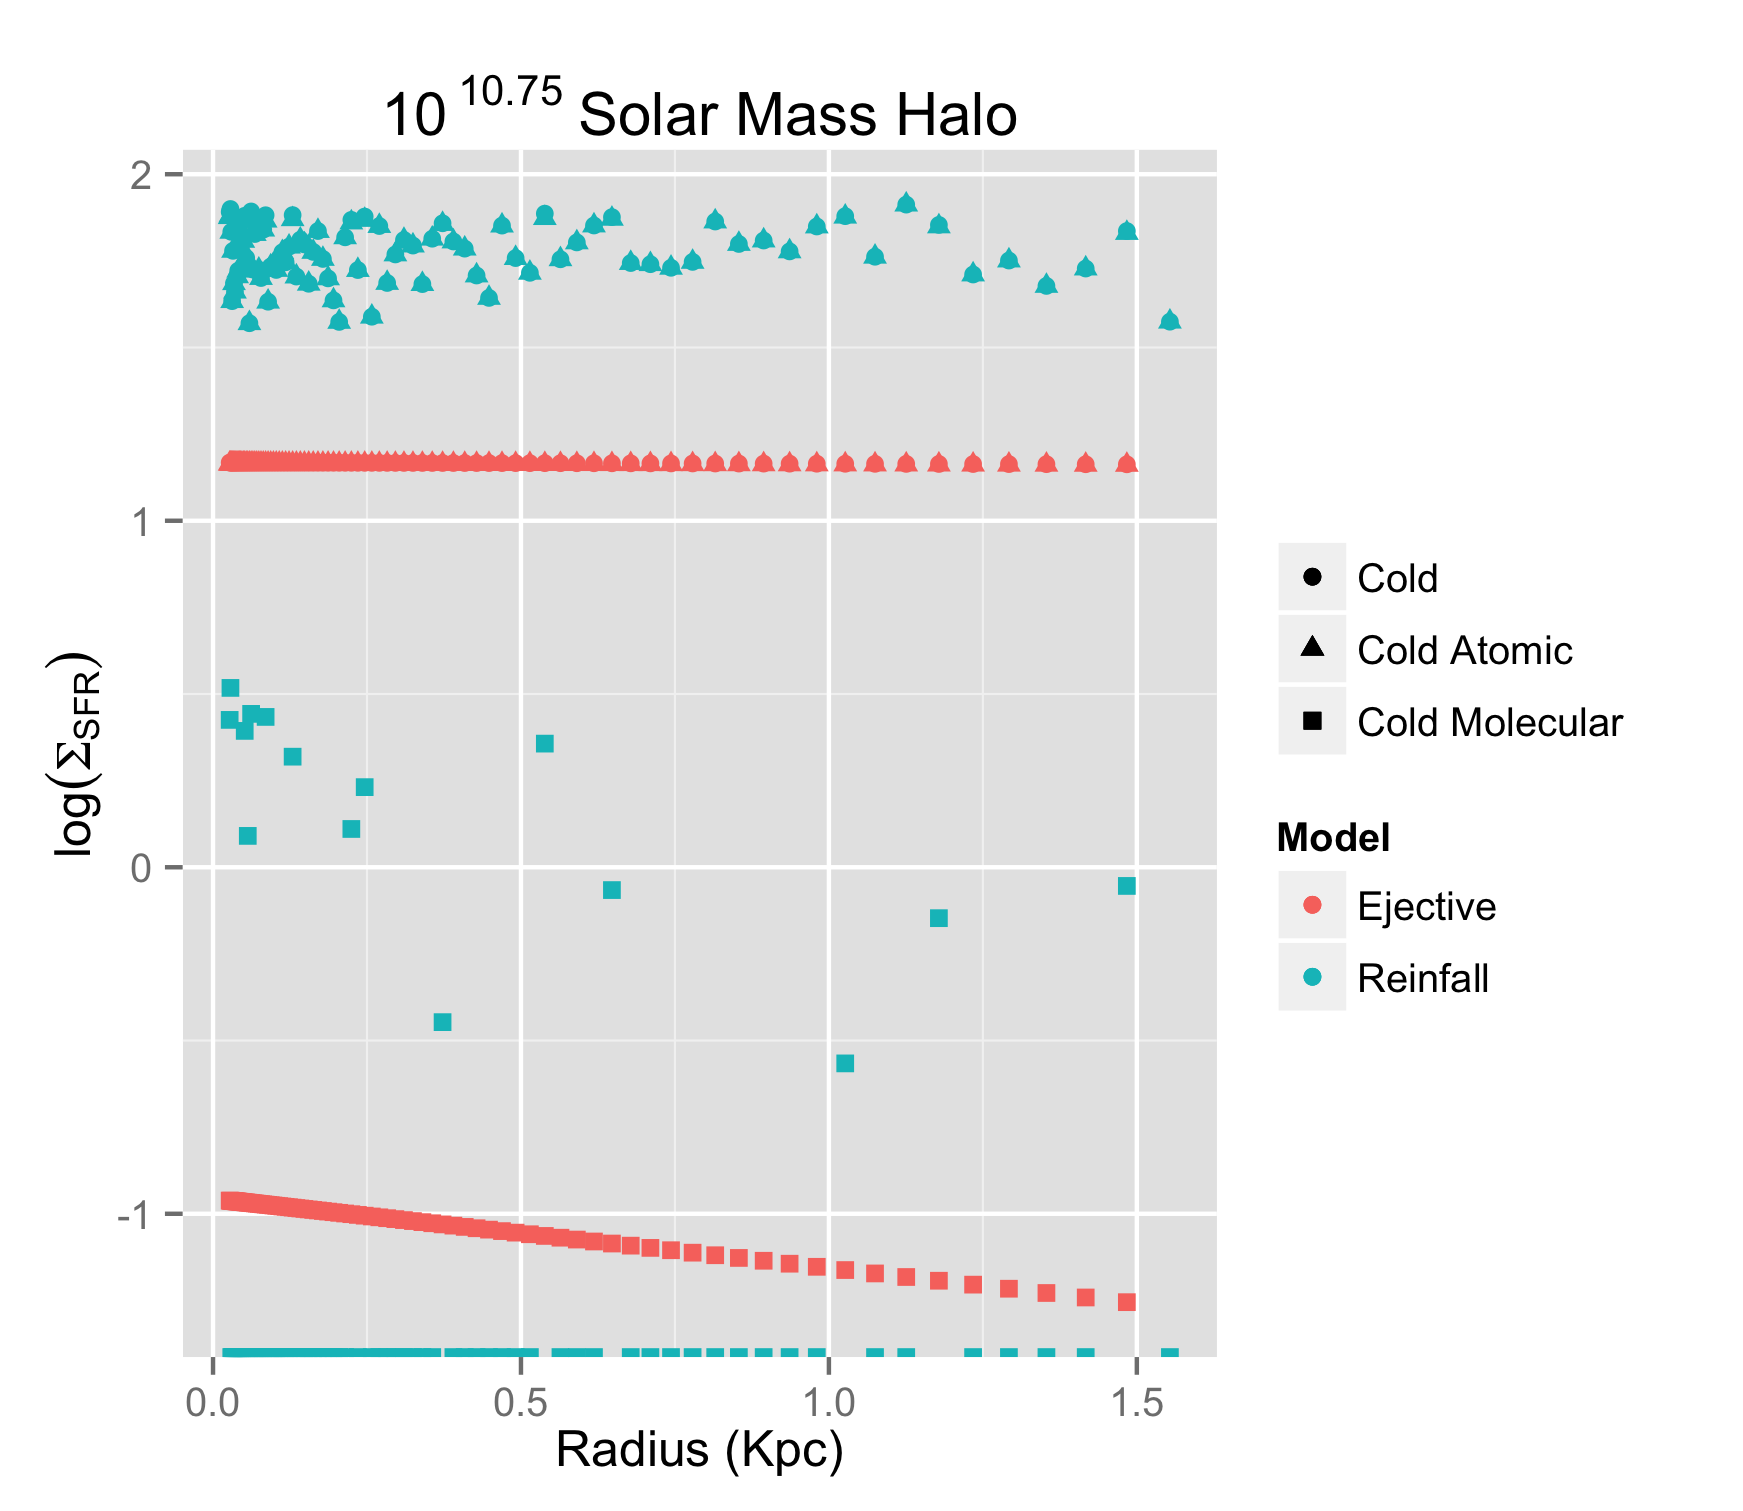 10 10.75 Solar Mass Halo
log(ΣSFR)
2
1
0
-1
0.0 0.5 1.0 1.5
Radius (Kpc)
Cold
Cold Atomic
Cold Molecular
Model
Ejective
Reinfall